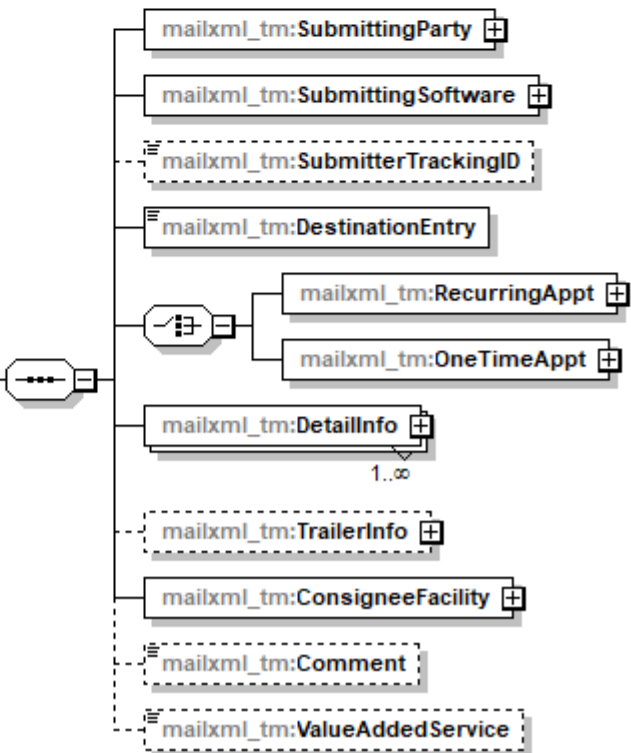 mailxml_tm:SubmittingParty
mailxml_tm:SubmittingSoftware
mailxml_tm:SubmitterTrackingID
mailxml_tm:DestinationEntry
mailxml_tm:RecurringAppt
mailxml_tm:OneTimeAppt
mailxml_tm:DetailInfo
1..∞
mailxml_tm:TrailerInfo
mailxml_tm:ConsigneeFacility
mailxml_tm:Comment
mailxml_tm:ValueAddedService